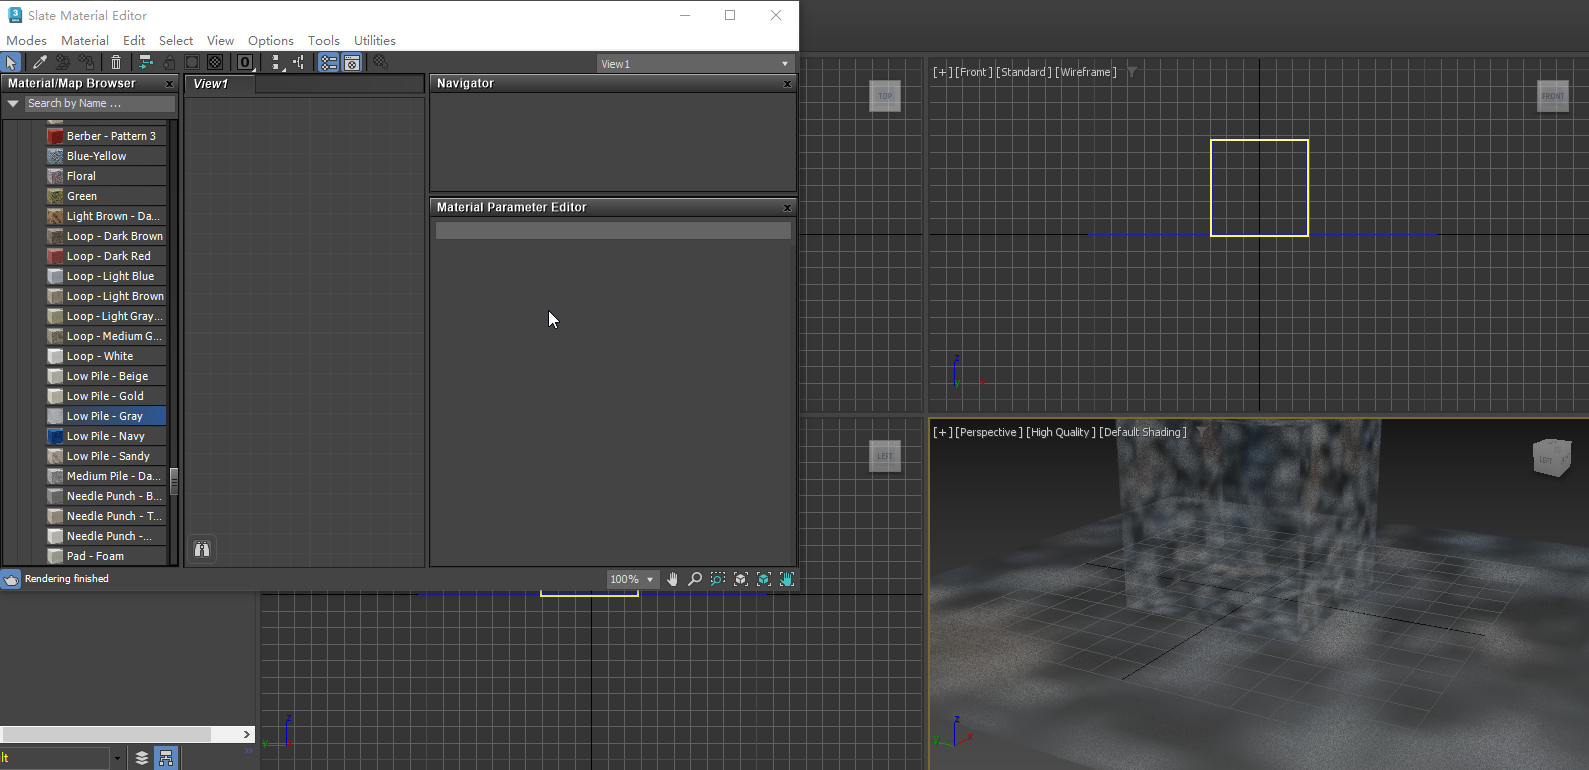 Slate Material Editor
Modes Material Edit Select View Options Tools Utilities
0
View1
Material/Map Browser x
View1
Navigator x
Search by Name ...
Berber - Pattern 3
Blue-Yellow
Floral
Green
Light Brown - Da...
Loop - Dark Brown
Loop - Dark Red
Loop - Light Blue
Loop - Light Brown
Loop - Light Gray...
Loop - Medium G...
Loop - White
Low Pile - Beige
Low Pile - Gold
Low Pile - Gray
Low Pile - Navy
Low Pile - Sandy
Medium Pile - Da...
Needle Punch - B...
Needle Punch - T...
Needle Punch -...
Pad - Foam
Material Parameter Editor x
Rendering finished
100%
TOP
[+] [Front ] [Standard ] [Wireframe ]
FRONT
z
x
y
LEFT
[+] [Perspective ] [High Quality ] [Default Shading ]
LEFT
z
y
x
z
y
x
lt